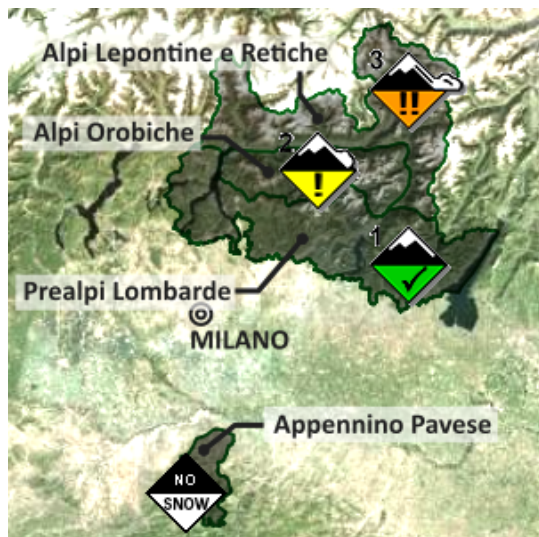 Alpi Lepontine e Retiche
3
!!
Alpi Orobiche
2
!
1
Prealpi Lombarde
MILANO
Appennino Pavese
NO
SNOW